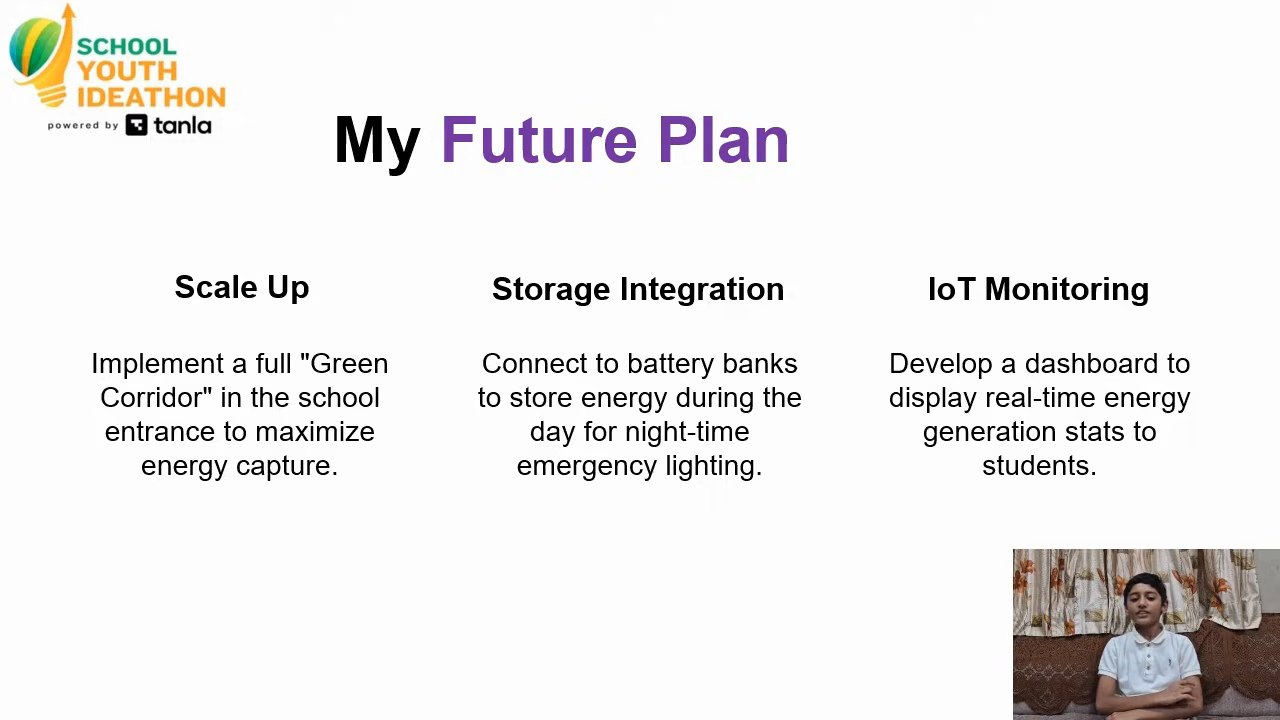 SCHOOL
YOUTH
IDEATHON
powered by tanla
My Future Plan
Scale Up
Implement a full "Green
Corridor" in the school
entrance to maximize
energy capture.
Storage Integration
Connect to battery banks
to store energy during the
day for night-time
emergency lighting.
IoT Monitoring
Develop a dashboard to
display real-time energy
generation stats to
students.